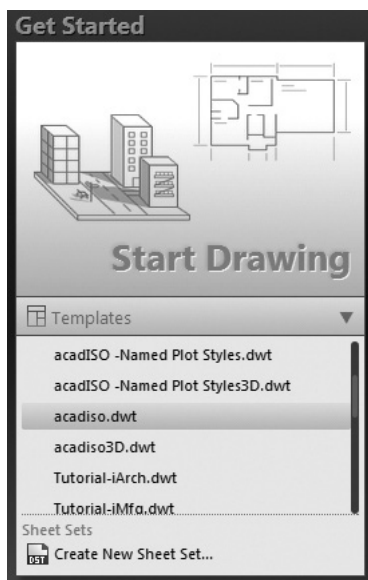 Get Started
Start Drawing
Templates
acadISO -Named Plot Styles.dwt
acadISO -Named Plot Styles3D.dwt
acadiso.dwt
acadiso3D.dwt
Tutorial-iArch.dwt
Tutorial-iMfg.dwt
Sheet Sets
DST
Create New Sheet Set...